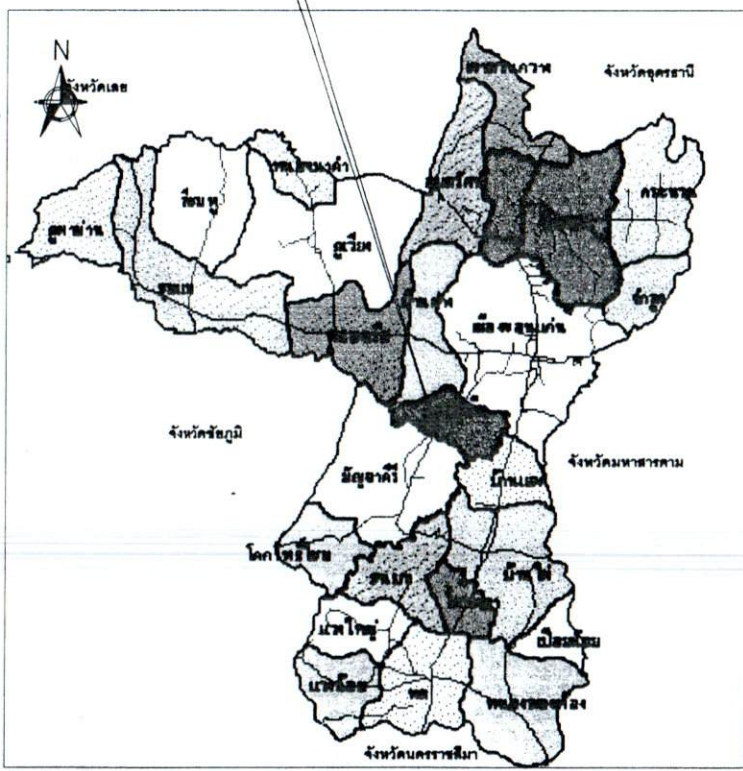 N
จังหวัดเลย
จังหวัดอุดรธานี
กระนวน
สีชมพู
ภูผาม่าน
ภูเวียง
ชุมแพ
บ้านฝาง
เมืองขอนแก่น
จังหวัดชัยภูมิ
จังหวัดมหาสารคาม
มัญจาคีรี
บ้านแฮด
โคกโพธิ์ไชย
ชนบท
บ้านไผ่
แวงใหญ่
เปือยน้อย
แวงน้อย
พล
หนองสองห้อง
จังหวัดนครราชสีมา